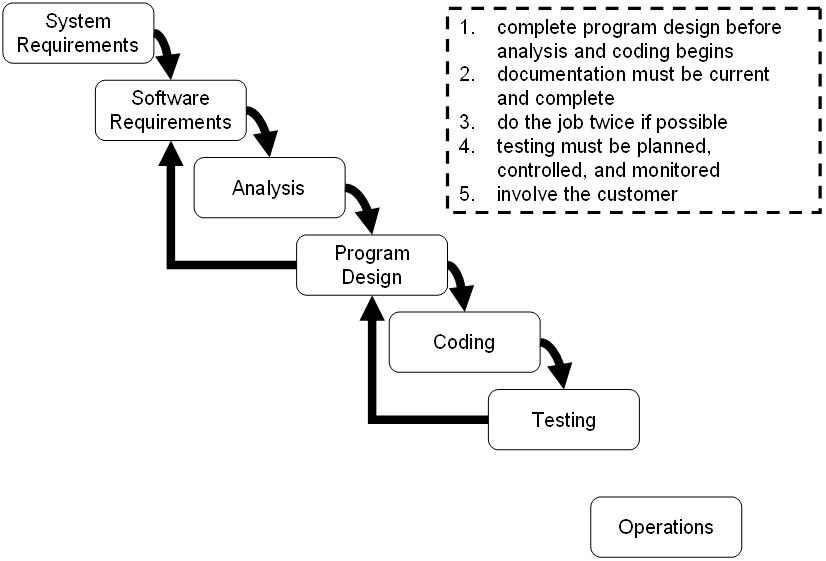 System
Requirements
Software
Requirements
Analysis
Program
Design
Coding
Testing
Operations
1. complete program design before
analysis and coding begins
2. documentation must be current
and complete
3. do the job twice if possible
4. testing must be planned,
controlled, and monitored
5. involve the customer